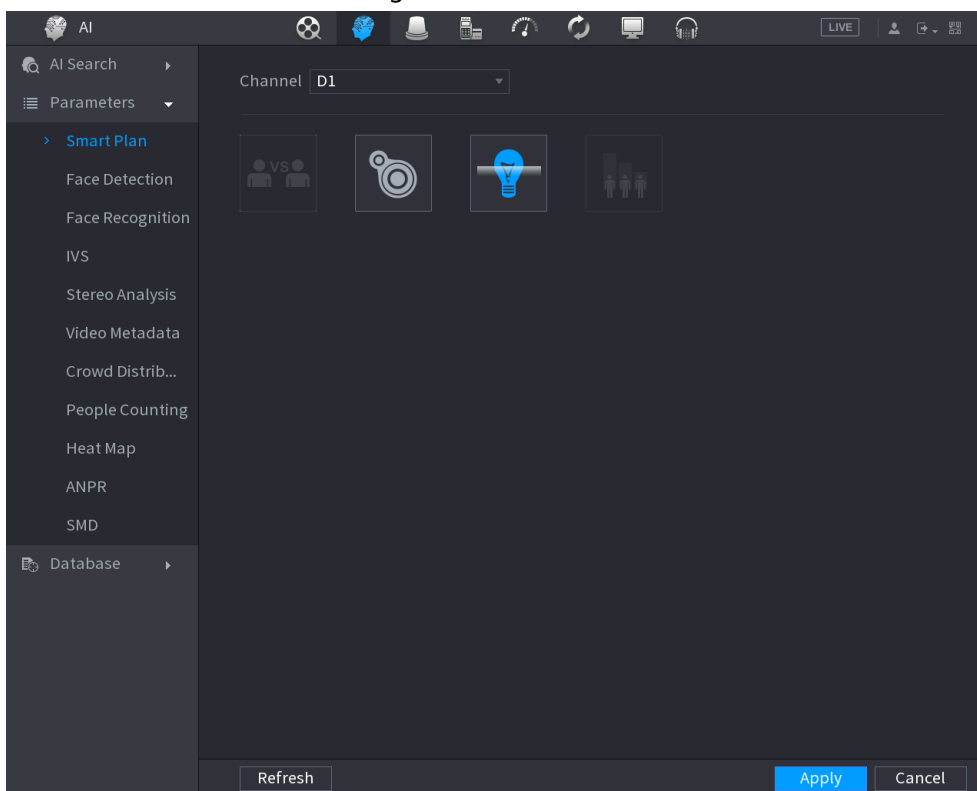 AI
LIVE
AI Search
Parameters
Smart Plan
Face Detection
Face Recognition
IVS
Stereo Analysis
Video Metadata
Crowd Distrib...
People Counting
Heat Map
ANPR
SMD
Database
Channel D1
VS
Refresh
Apply
Cancel